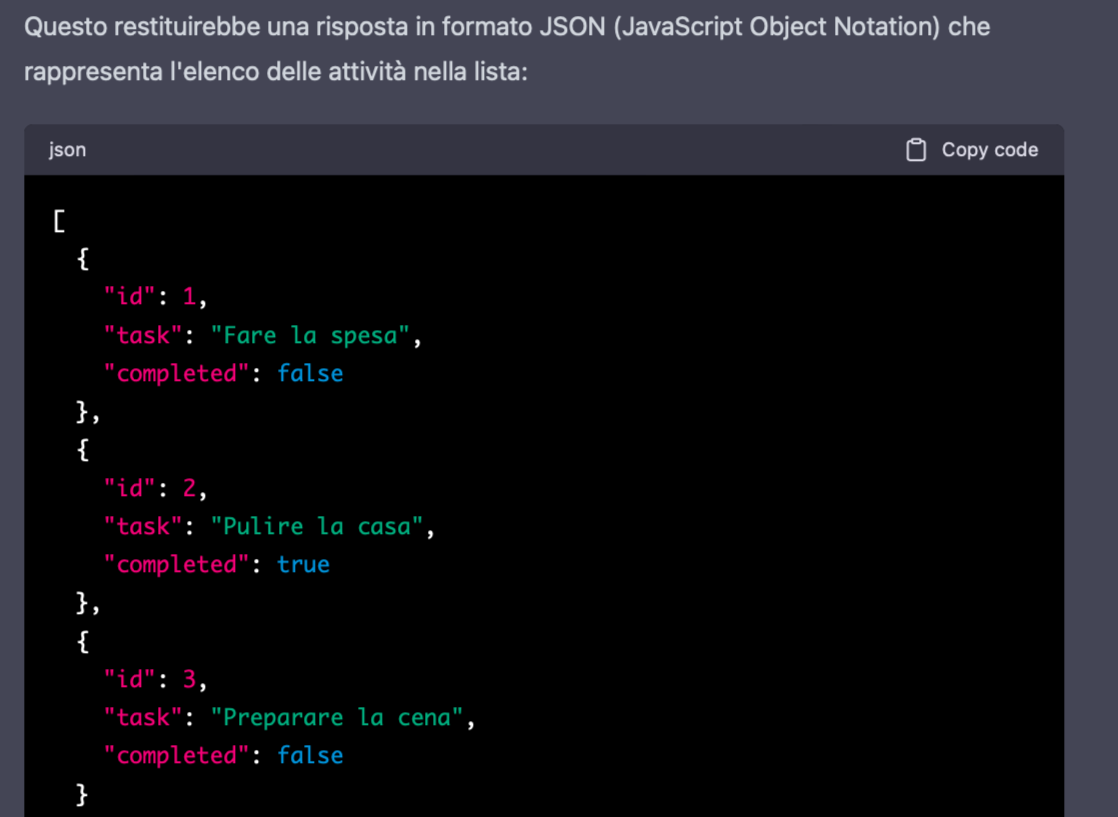 Questo restituirebbe una risposta in formato JSON (JavaScript Object Notation) che
rappresenta l'elenco delle attività nella lista:
json Copy code
[
  {
    "id": 1,
    "task": "Fare la spesa",
    "completed": false
  },
  {
    "id": 2,
    "task": "Pulire la casa",
    "completed": true
  },
  {
    "id": 3,
    "task": "Preparare la cena",
    "completed": false
  }